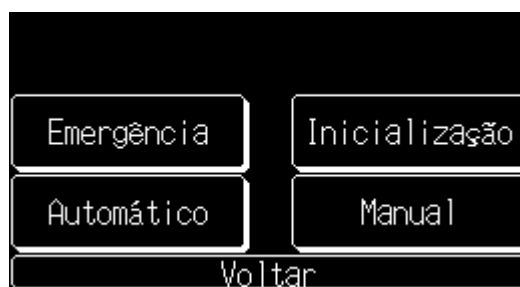 Emergência
Inicialização
Automático
Manual
Voltar